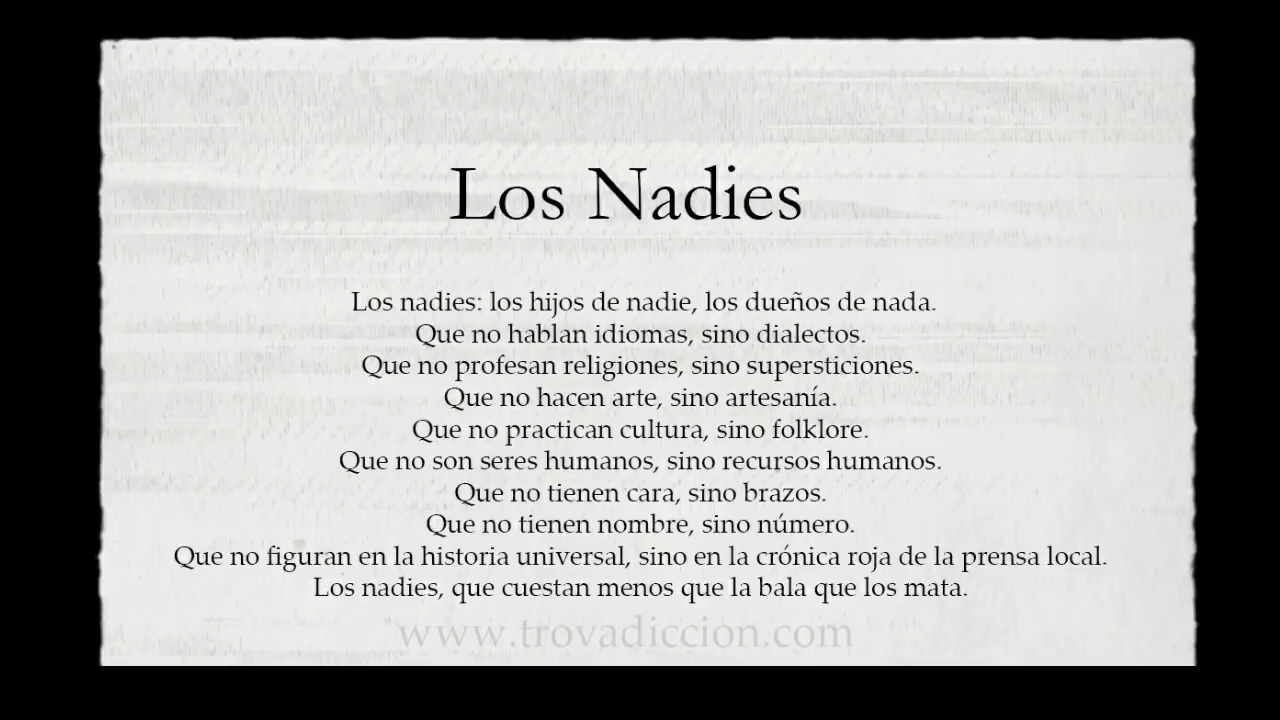 Los Nadies
Los nadies: los hijos de nadie, los dueños de nada.
Que no hablan idiomas, sino dialectos.
Que no profesan religiones, sino supersticiones.
Que no hacen arte, sino artesanía.
Que no practican cultura, sino folklore.
Que no son seres humanos, sino recursos humanos.
Que no tienen cara, sino brazos.
Que no tienen nombre, sino número.
Que no figuran en la historia universal, sino en la crónica roja de la prensa local.
Los nadies, que cuestan menos que la bala que los mata.
www.trovadiccion.com